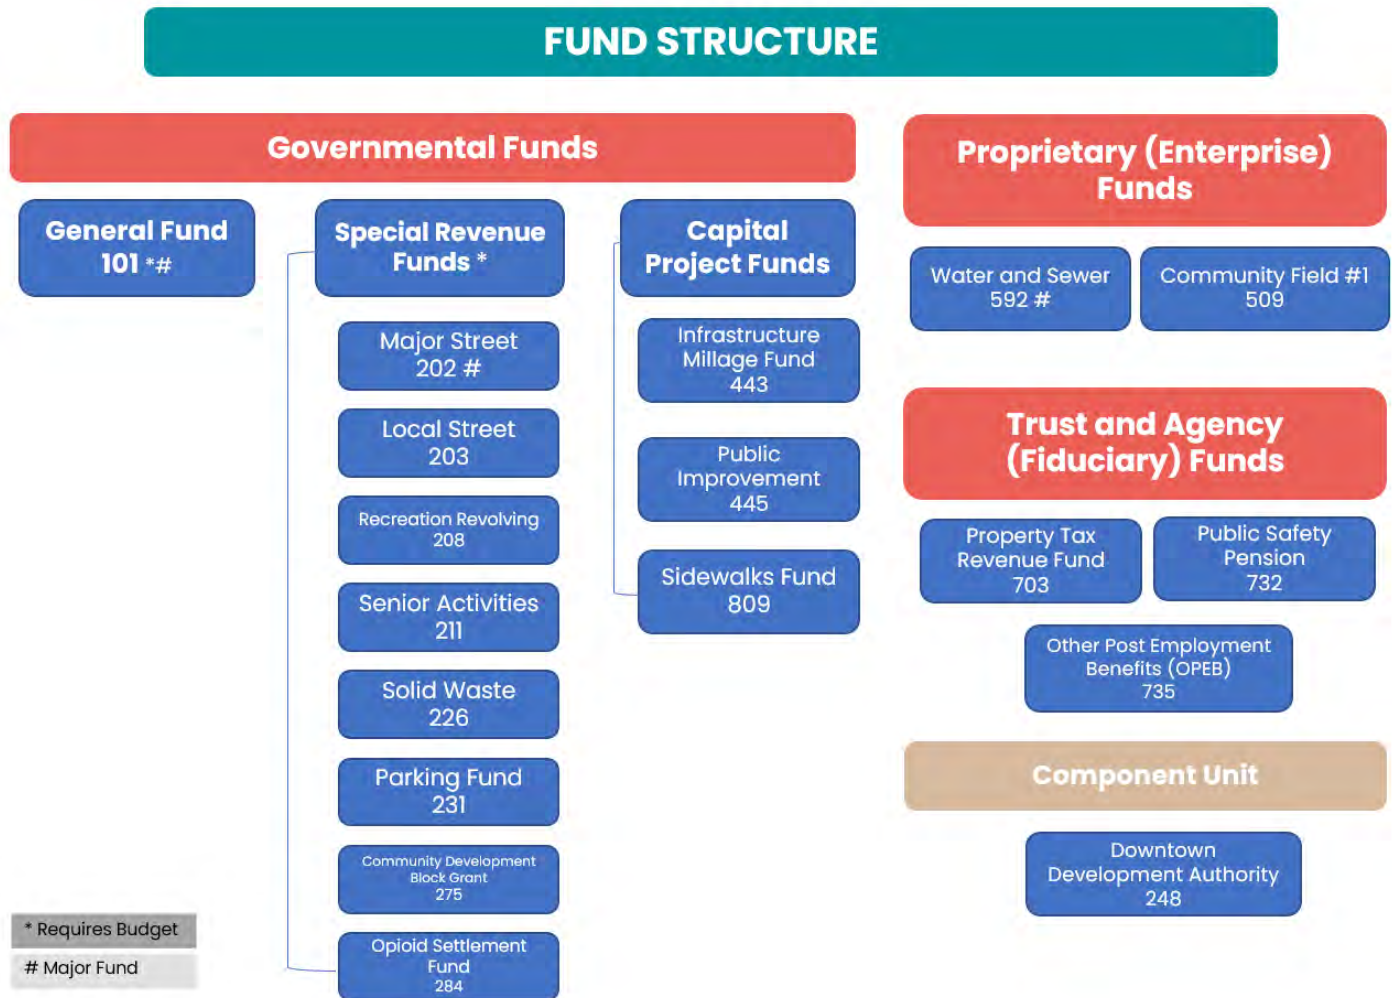 FUND STRUCTURE
Governmental Funds
General Fund
101 *#
Special Revenue
Funds *
Major Street
202 #
Local Street
203
Recreation Revolving
208
Senior Activities
211
Solid Waste
226
Parking Fund
231
Community Development
Block Grant
275
Opioid Settlement
Fund
284
Capital
Project Funds
Infrastructure
Millage Fund
443
Public
Improvement
445
Sidewalks Fund
809
Proprietary (Enterprise)
Funds
Water and Sewer
592 #
Community Field #1
509
Trust and Agency
(Fiduciary) Funds
Property Tax
Revenue Fund
703
Public Safety
Pension
732
Other Post Employment
Benefits (OPEB)
735
Component Unit
Downtown
Development Authority
248
* Requires Budget
# Major Fund